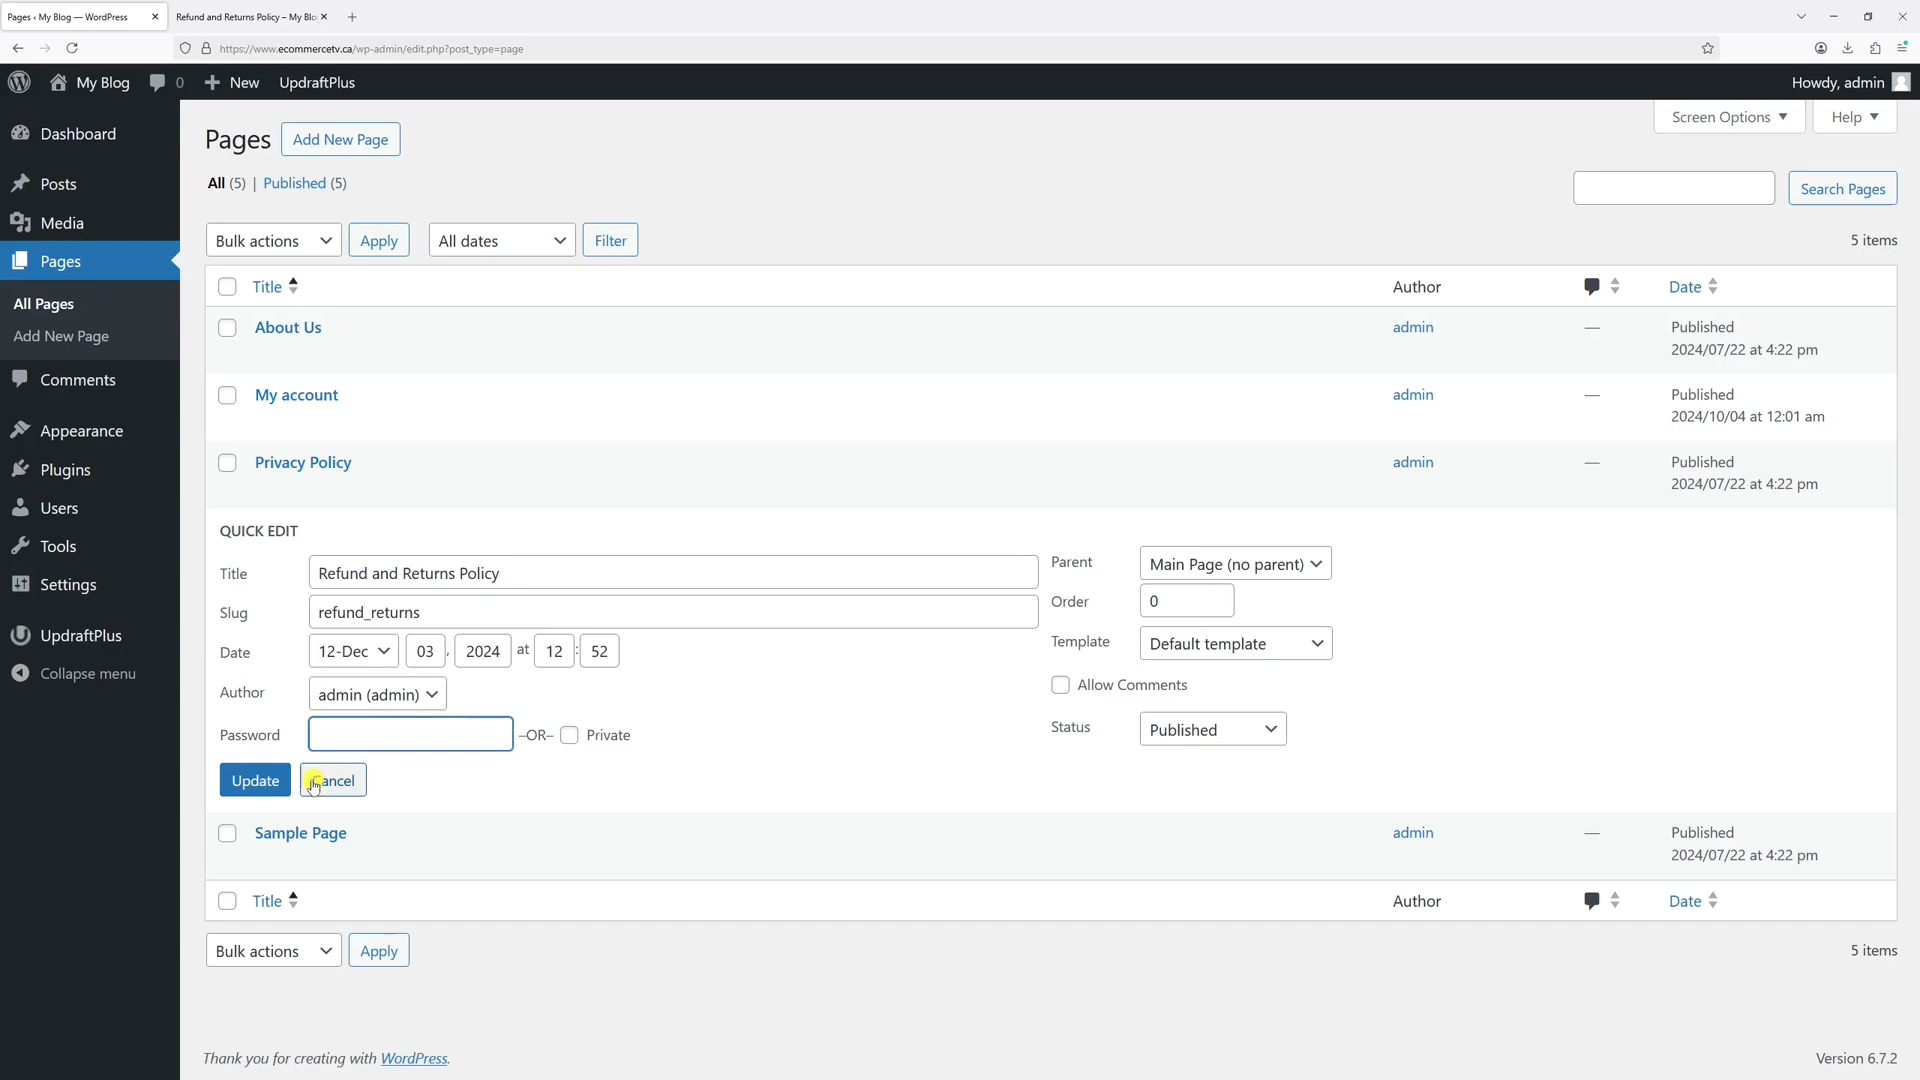 Pages ‹ My Blog — WordPress
Refund and Returns Policy – My Blo
https://www.ecommercetv.ca/wp-admin/edit.php?post_type=page
My Blog
0
New
UpdraftPlus
Howdy, admin
Dashboard
Posts
Media
Pages
All Pages
Add New Page
Comments
Appearance
Plugins
Users
Tools
Settings
UpdraftPlus
Collapse menu
Screen Options
Help
Pages
Add New Page
All (5) | Published (5)
Search Pages
Bulk actions
Apply
All dates
Filter
5 items
Title
Author
Date
About Us
admin
—
Published
2024/07/22 at 4:22 pm
My account
admin
—
Published
2024/10/04 at 12:01 am
Privacy Policy
admin
—
Published
2024/07/22 at 4:22 pm
QUICK EDIT
Title
Refund and Returns Policy
Slug
refund_returns
Date
12-Dec 03, 2024 at 12:52
Author
admin (admin)
Password
–OR–
Private
Parent
Main Page (no parent)
Order
0
Template
Default template
Allow Comments
Status
Published
Update
Cancel
Sample Page
admin
—
Published
2024/07/22 at 4:22 pm
Title
Author
Date
Bulk actions
Apply
5 items
Thank you for creating with WordPress.
Version 6.7.2